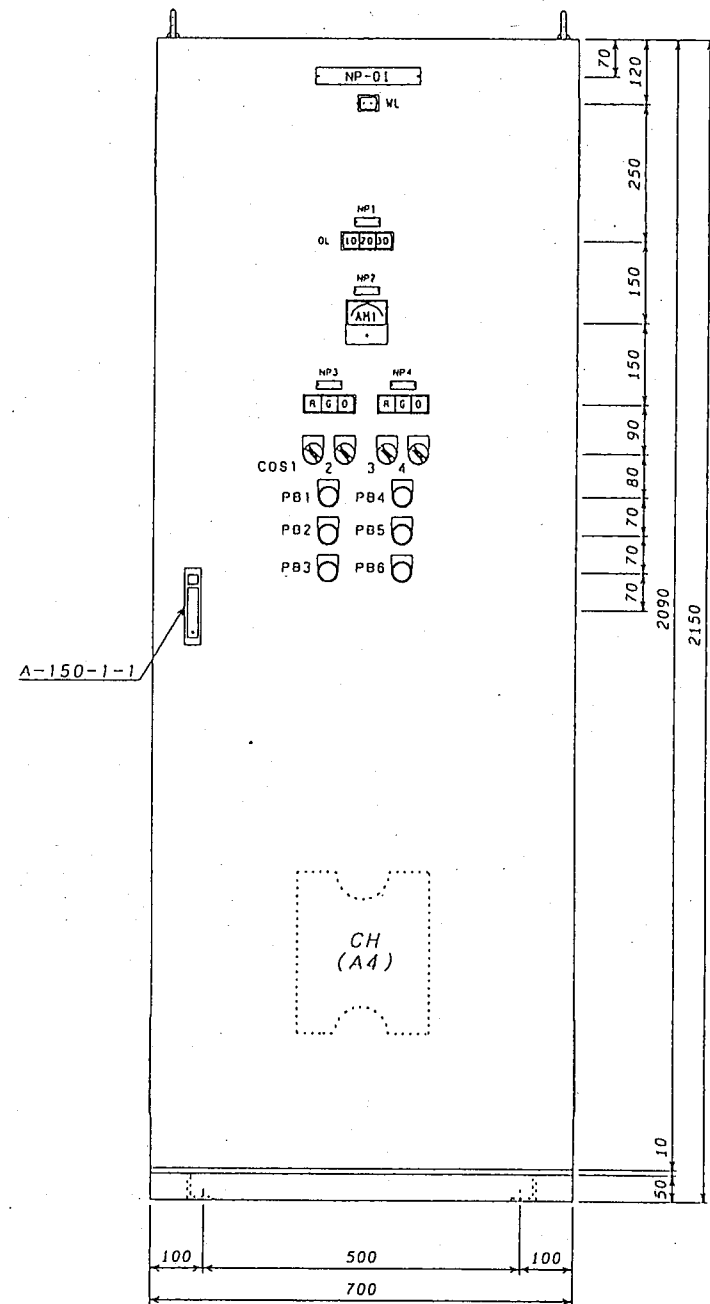 NP-01
WL
NP1
OL 10 20 30
NP2
AM1
NP3 NP4
R G O R G O
COS1 2 3 4
PB1 PB4
PB2 PB5
PB3 PB6
A-150-1-1
CH
(A4)
70
120
250
150
150
90
80
70
70
70
2090
2150
10
50
100 500 100
700